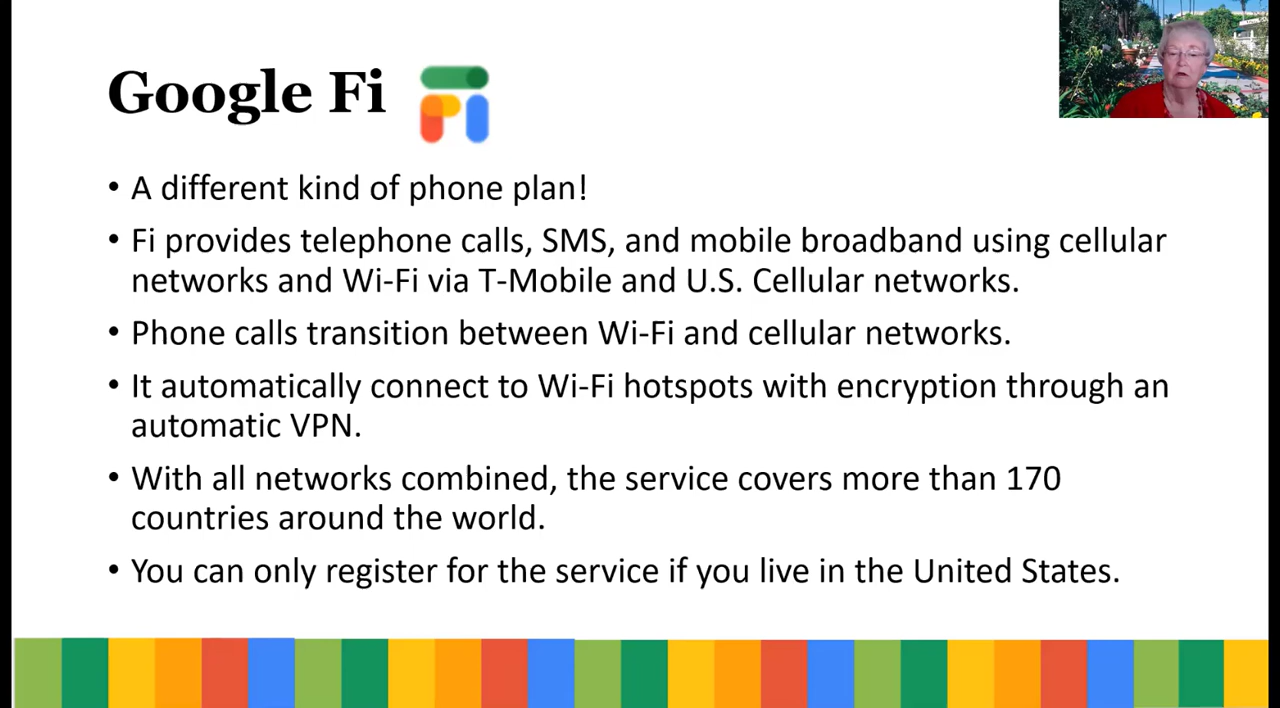 Google Fi
• A different kind of phone plan!
• Fi provides telephone calls, SMS, and mobile broadband using cellular
networks and Wi-Fi via T-Mobile and U.S. Cellular networks.
• Phone calls transition between Wi-Fi and cellular networks.
• It automatically connect to Wi-Fi hotspots with encryption through an
automatic VPN.
• With all networks combined, the service covers more than 170
countries around the world.
• You can only register for the service if you live in the United States.